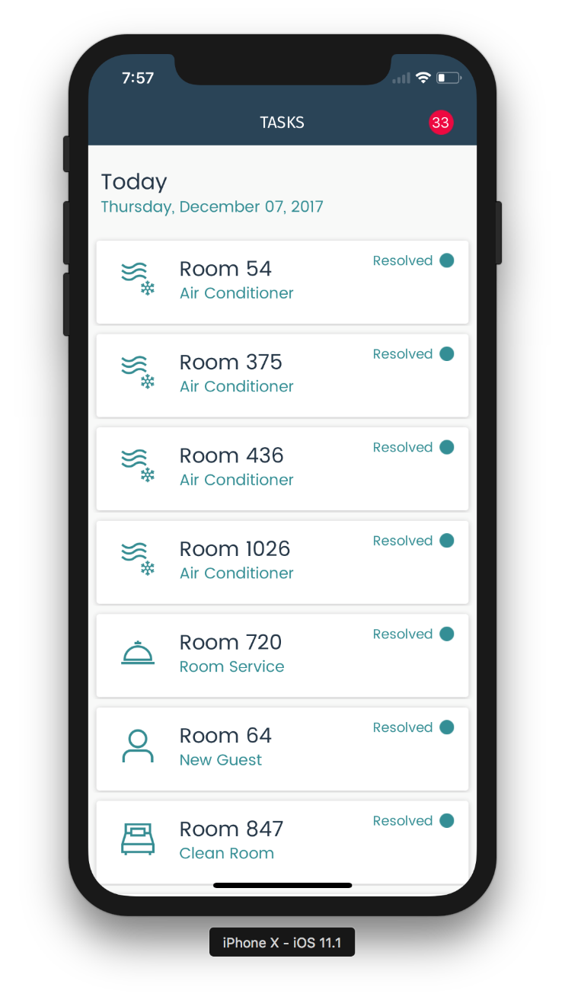 7:57
TASKS
33
Today
Thursday, December 07, 2017
Room 54
Resolved
Air Conditioner
Room 375
Resolved
Air Conditioner
Room 436
Resolved
Air Conditioner
Room 1026
Resolved
Air Conditioner
Room 720
Resolved
Room Service
Room 64
Resolved
New Guest
Room 847
Resolved
Clean Room
iPhone X - iOS 11.1